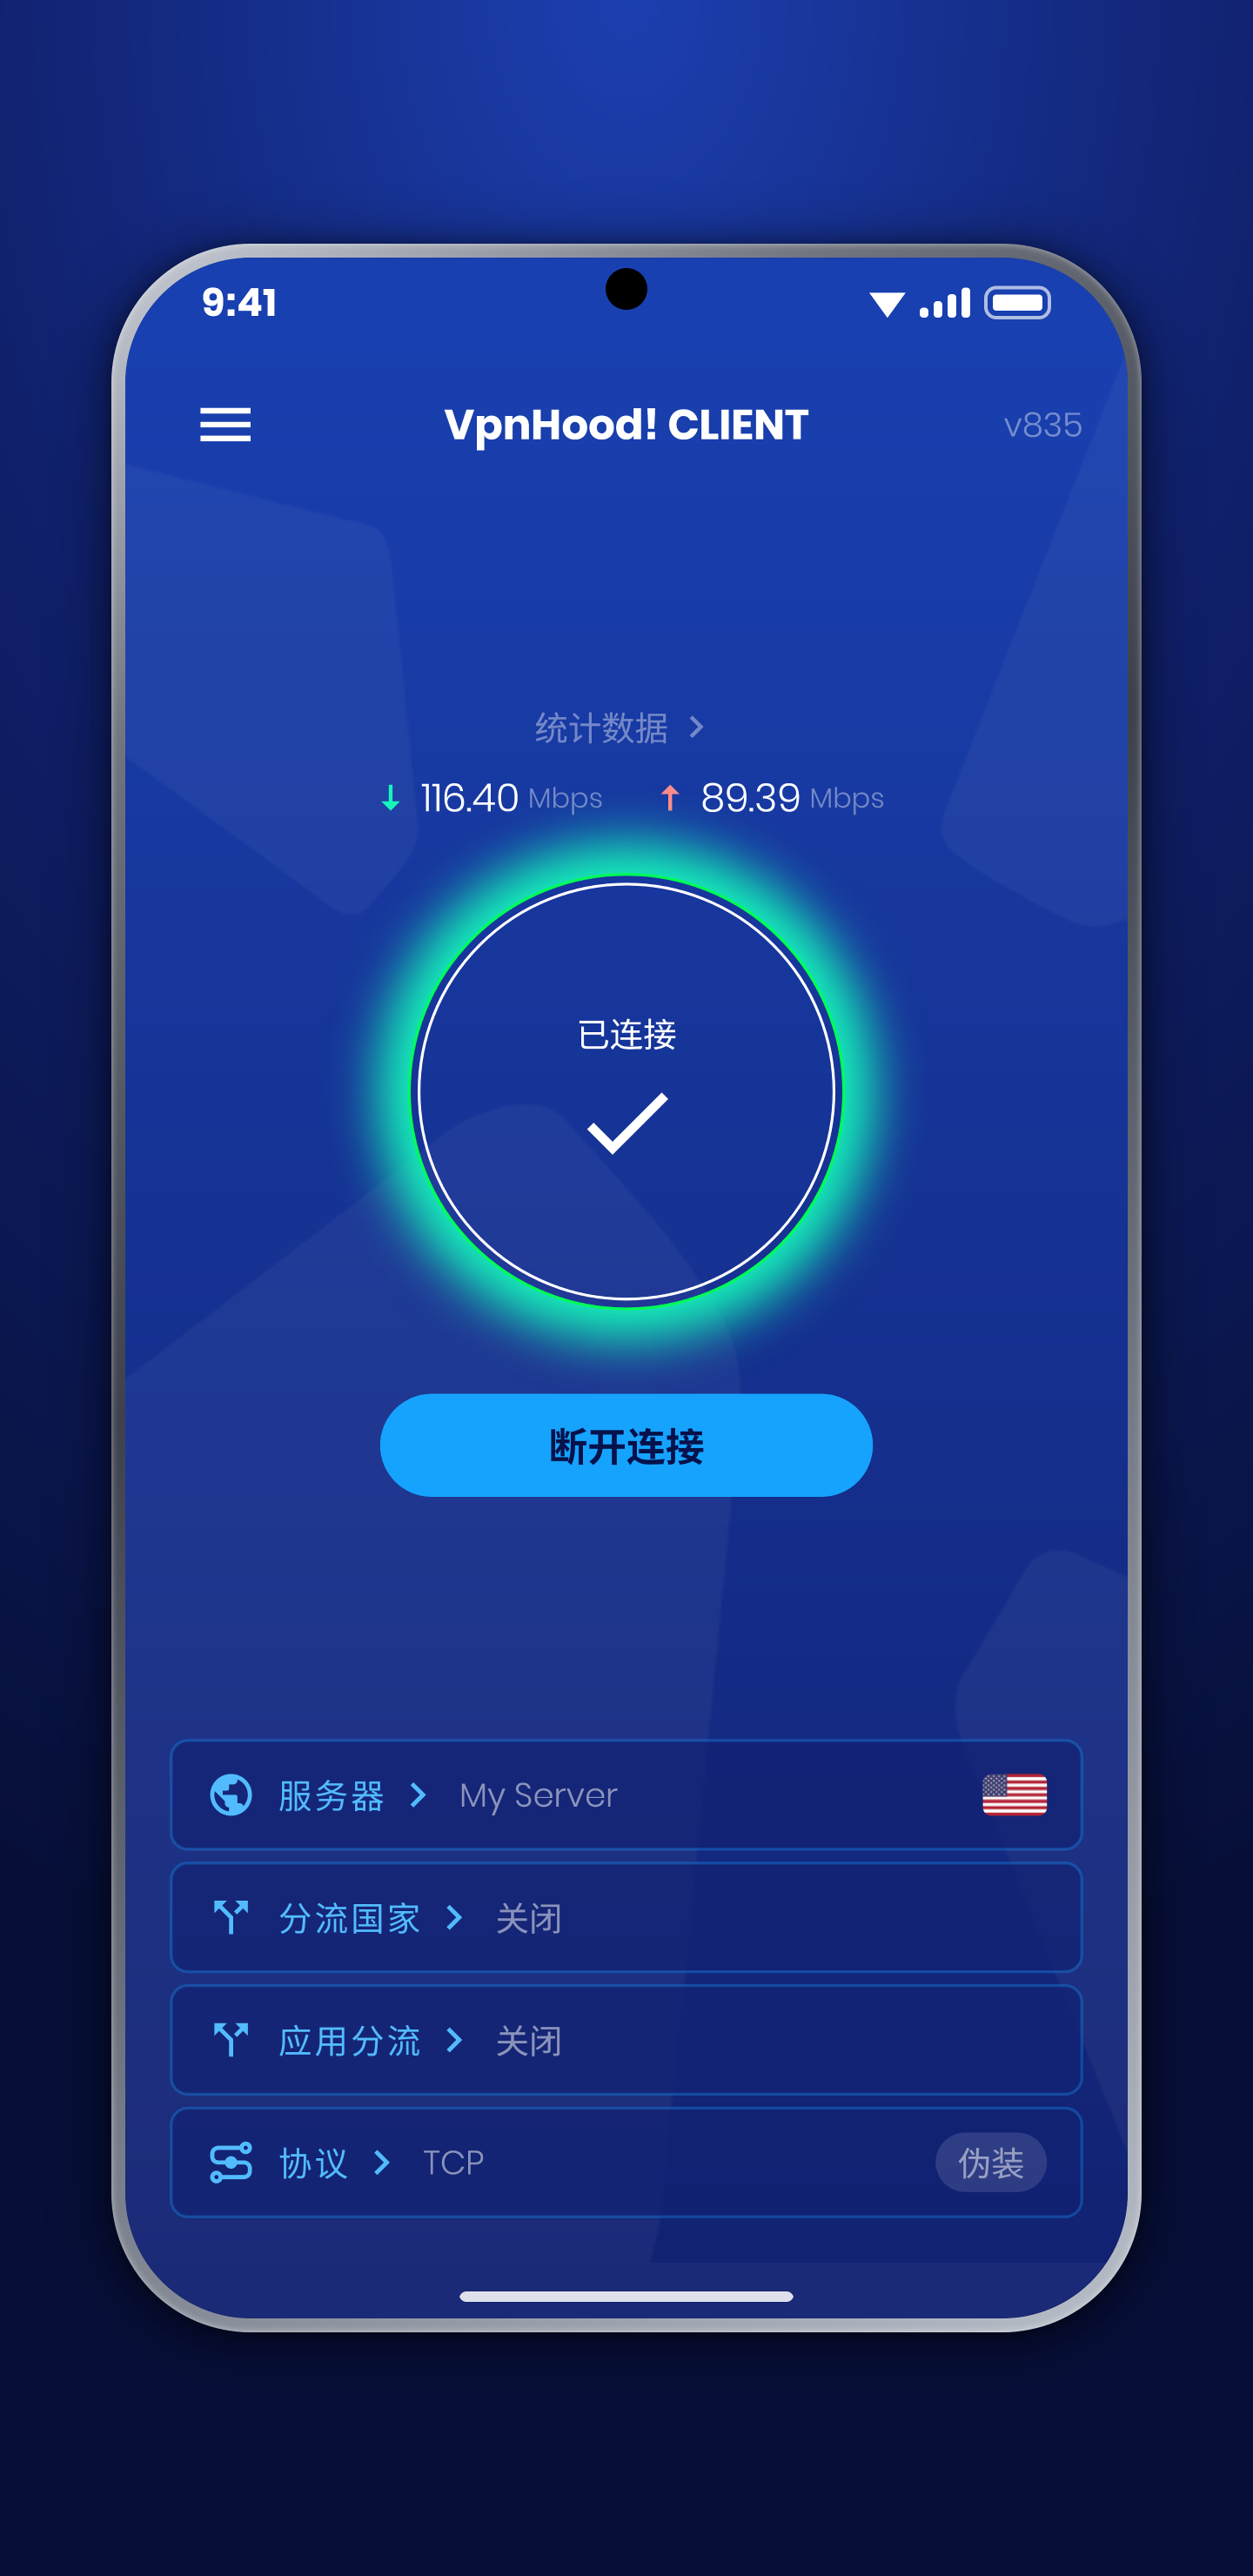 9:41
VpnHood! CLIENT
v835
统计数据
116.40 Mbps 89.39 Mbps
已连接
断开连接
服务器 My Server
分流国家 关闭
应用分流 关闭
协议 TCP 伪装